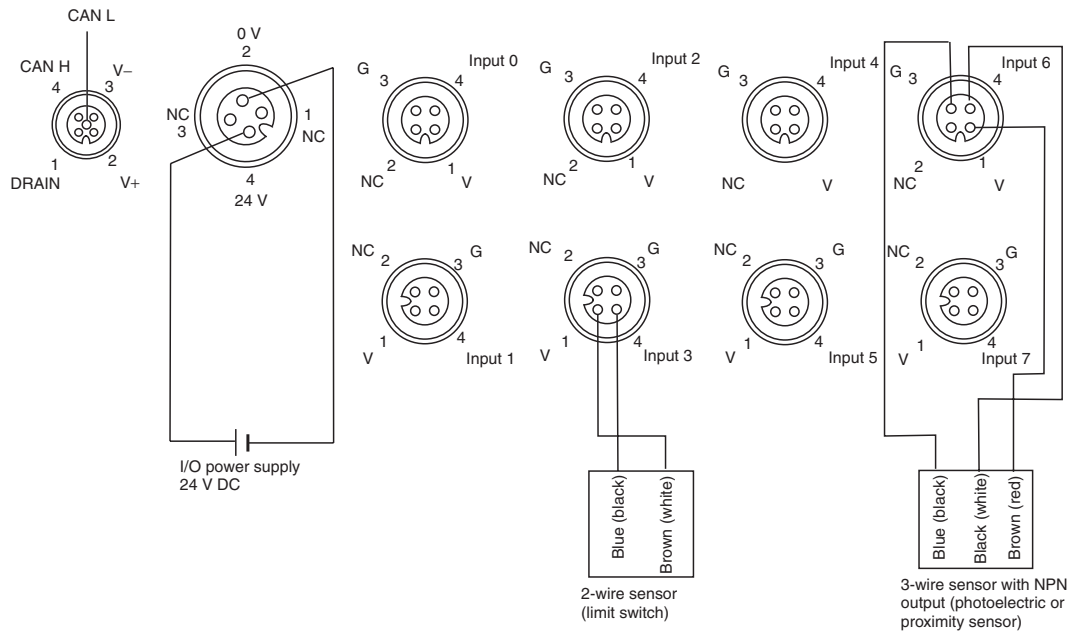 CAN L
CAN H
4
3
V–
1
2
DRAIN
V+
0 V
2
NC
3
1
NC
4
24 V
G
3
4
Input 0
NC
2
1
V
G
3
4
Input 2
NC
2
1
V
G
3
4
Input 4
NC
V
G
3
4
Input 6
2
1
NC
V
NC
2
3
G
1
4
V
Input 1
NC
2
3
G
1
4
V
Input 3
NC
2
3
G
1
4
V
Input 5
NC
2
3
G
1
4
V
Input 7
I/O power supply
24 V DC
Blue (black)
Brown (white)
2-wire sensor
(limit switch)
Blue (black)
Black (white)
Brown (red)
3-wire sensor with NPN
output (photoelectric or
proximity sensor)